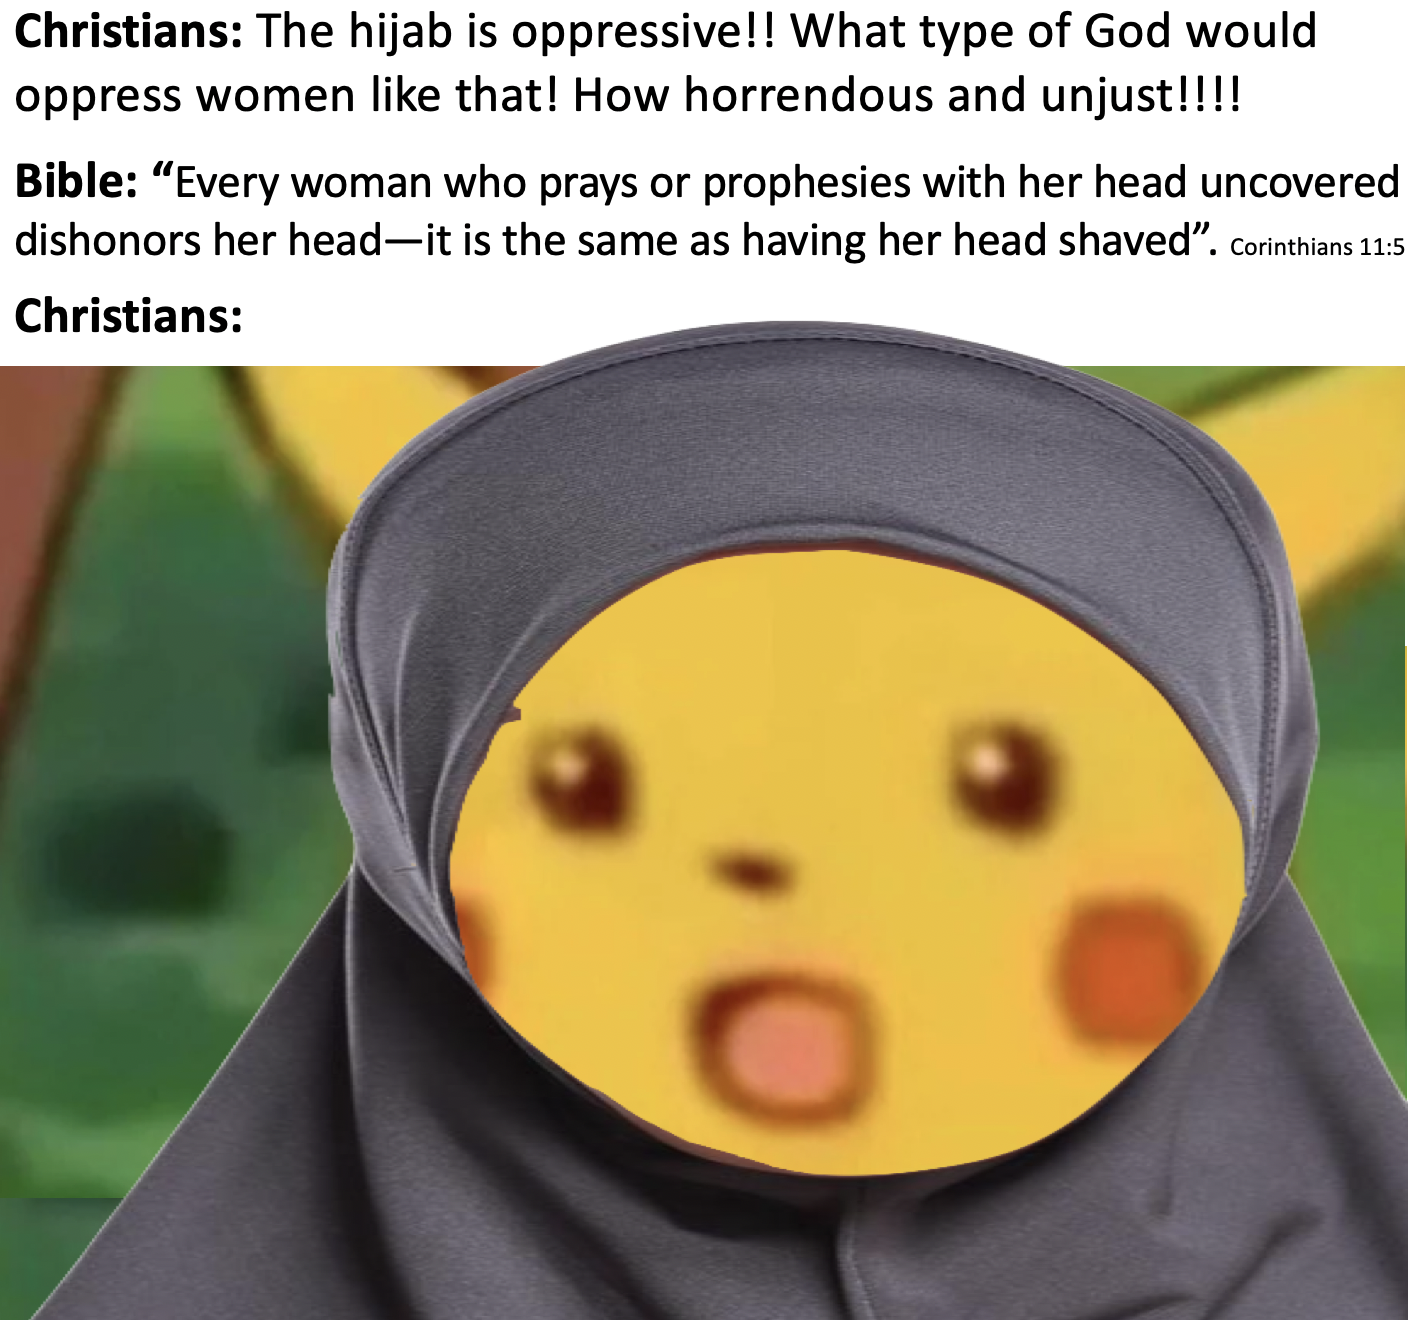 Christians: The hijab is oppressive!! What type of God would
oppress women like that! How horrendous and unjust!!!!
Bible: “Every woman who prays or prophesies with her head uncovered
dishonors her head—it is the same as having her head shaved”. Corinthians 11:5
Christians: